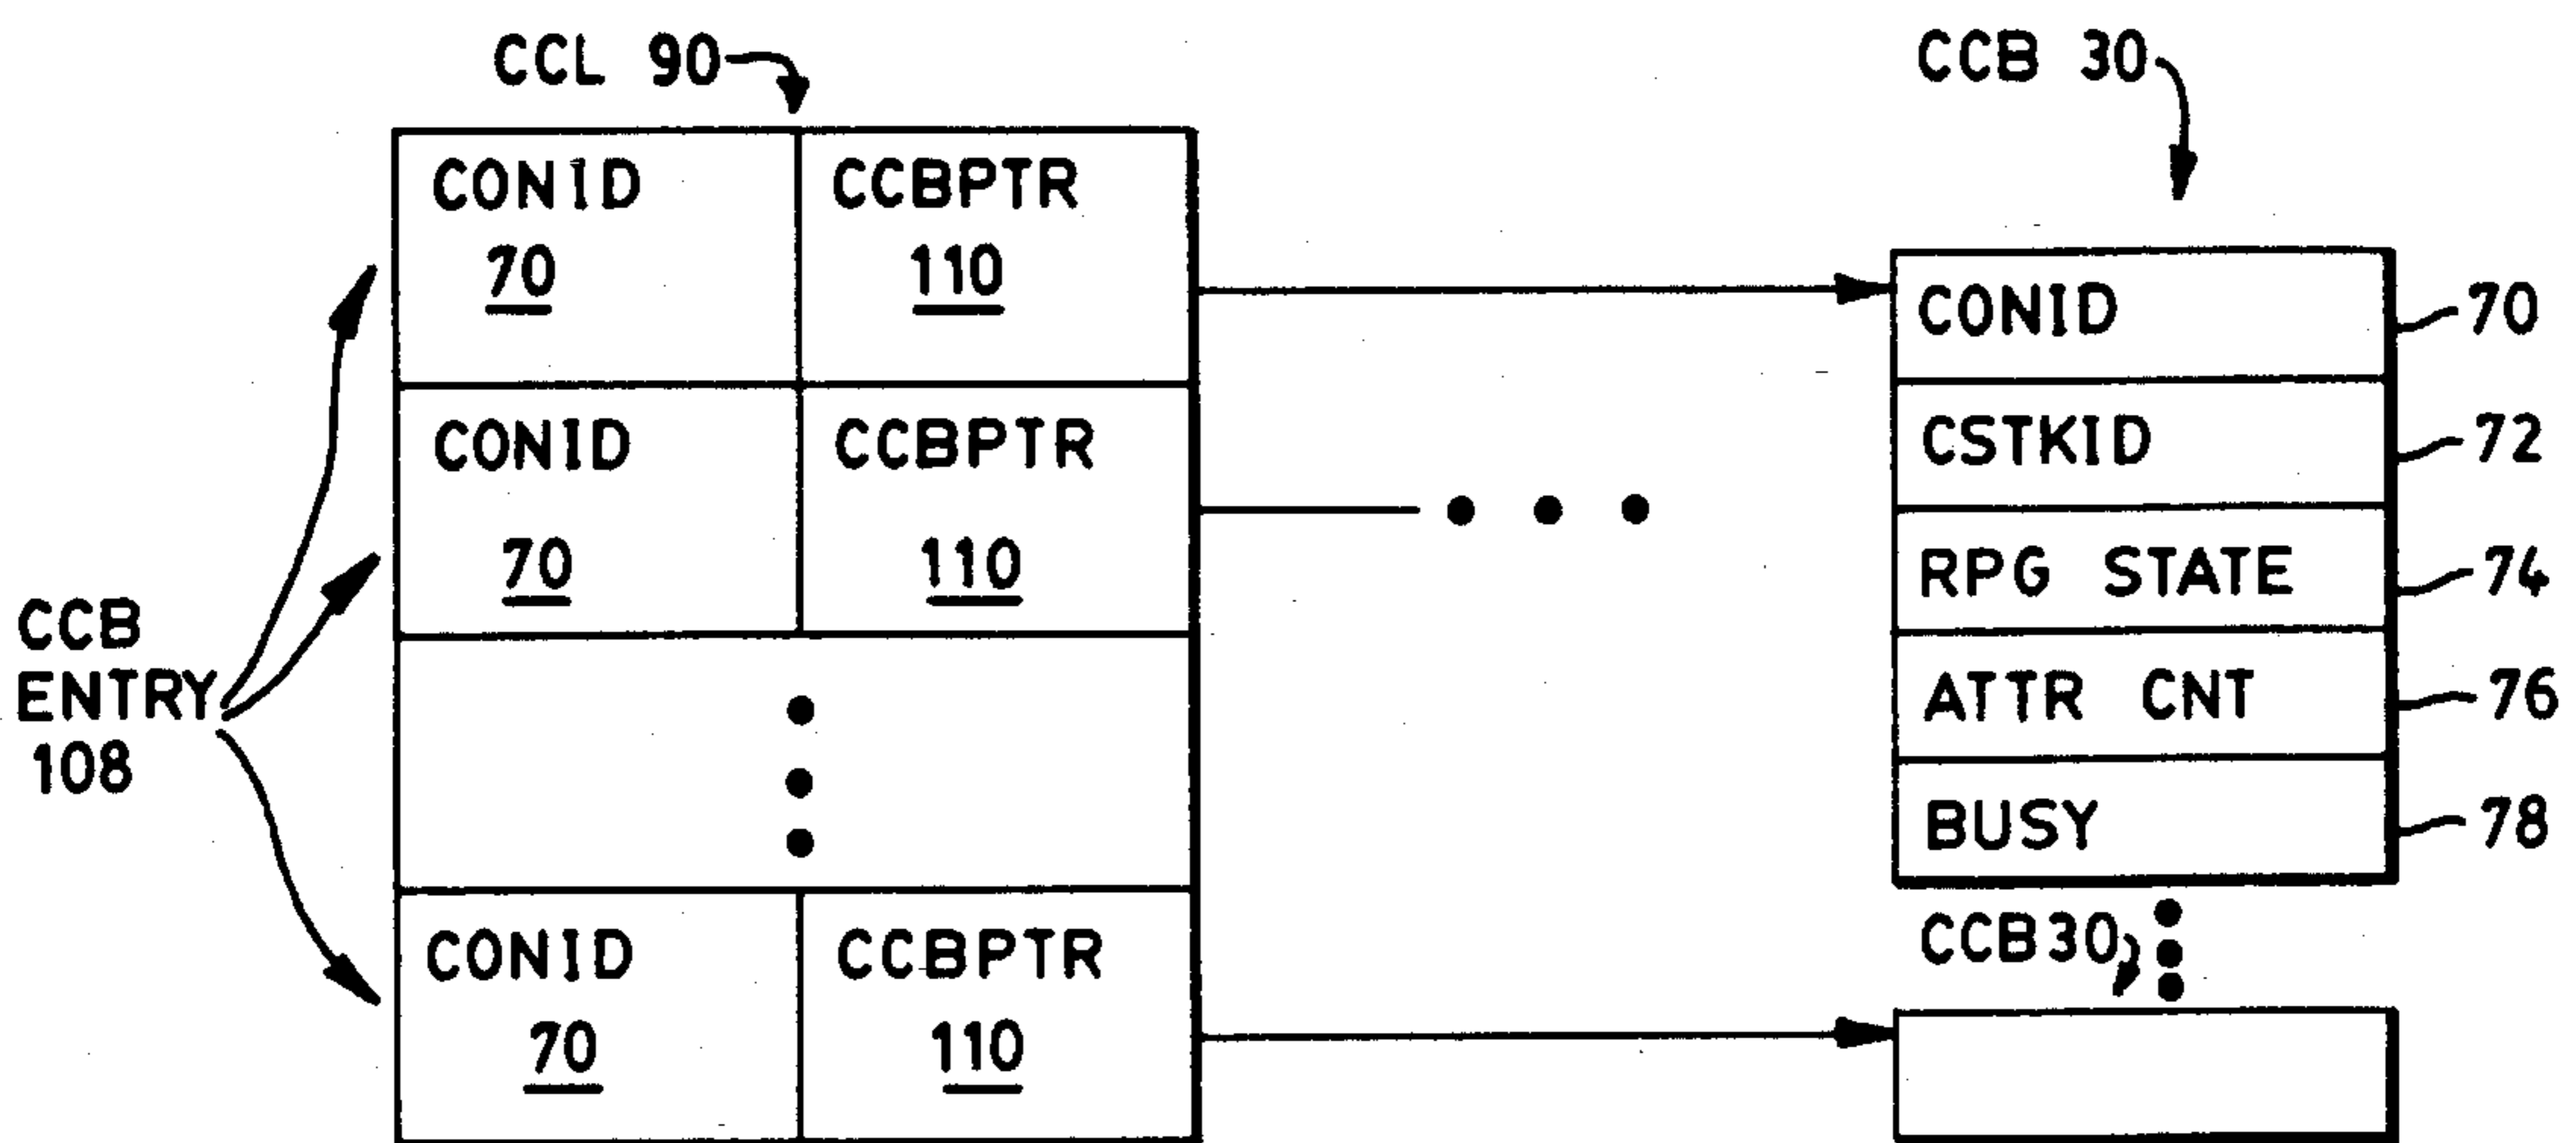 CCL 90
CCB 30
CONID
CCBPTR
70
110
CONID
CCBPTR
70
110
CCB
ENTRY
108
CONID
CCBPTR
70
110
CONID
70
CSTKID
72
RPG STATE
74
ATTR CNT
76
BUSY
78
CCB30